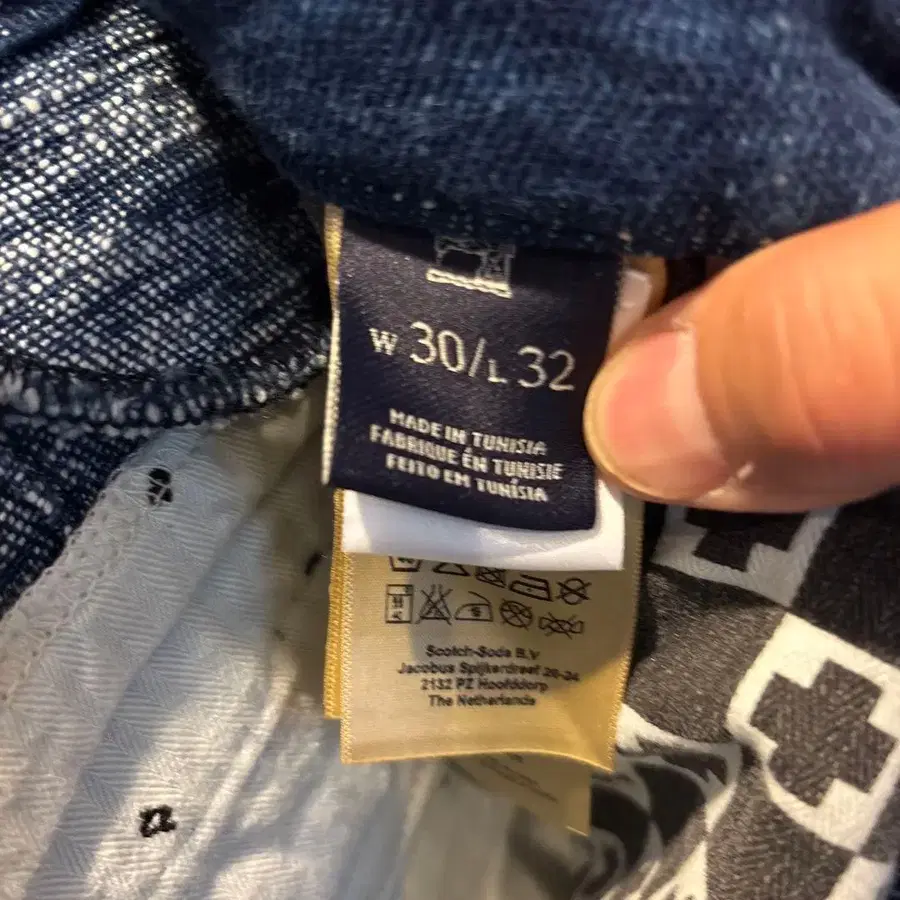 W 30/L 32
MADE IN TUNISIA
FABRIQUE ÉN TUNISIE
FEITO EM TUNÍSIA
Scotch-Soda B.V
Jacobus Spijkerdreef 20-24
2132 PZ Hoofddorp
The Netherlands
a